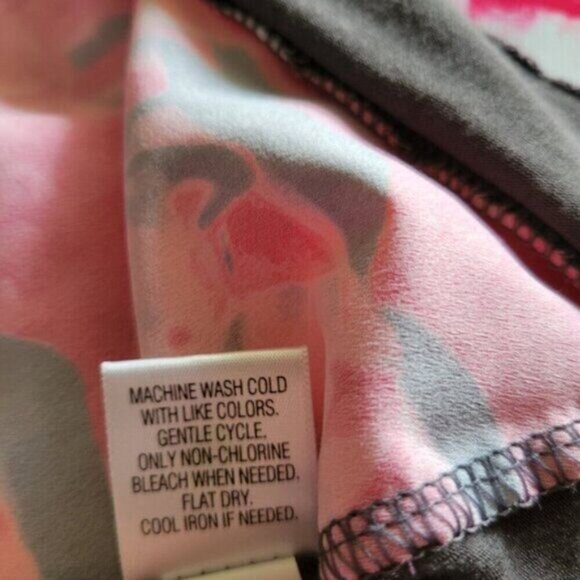 MACHINE WASH COLD
WITH LIKE COLORS.
GENTLE CYCLE.
ONLY NON-CHLORINE
BLEACH WHEN NEEDED,
FLAT DRY.
COOL IRON IF NEEDED.